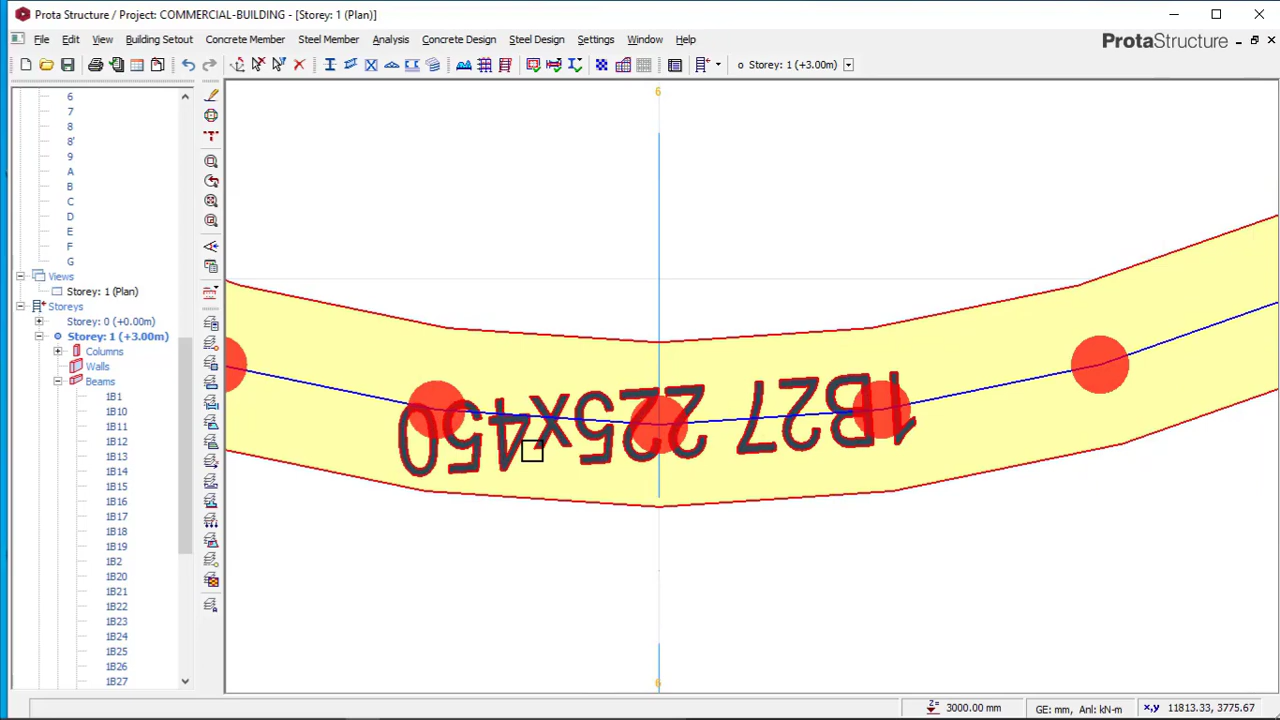 Prota Structure / Project: COMMERCIAL-BUILDING - [Storey: 1 (Plan)]
File Edit View Building Setout Concrete Member Steel Member Analysis Concrete Design Steel Design Settings Window Help
ProtaStructure
o Storey: 1 (+3.00m)
6
7
8
8'
9
A
B
C
D
E
F
G
Views
Storey: 1 (Plan)
Storeys
Storey: 0 (+0.00m)
Storey: 1 (+3.00m)
Columns
Walls
Beams
1B1
1B10
1B11
1B12
1B13
1B14
1B15
1B16
1B17
1B18
1B19
1B2
1B20
1B21
1B22
1B23
1B24
1B25
1B26
1B27
6
1B27 225x450
6
Z= 3000.00 mm
GE: mm, Anl: kN-m
x,y 11813.33, 3775.67